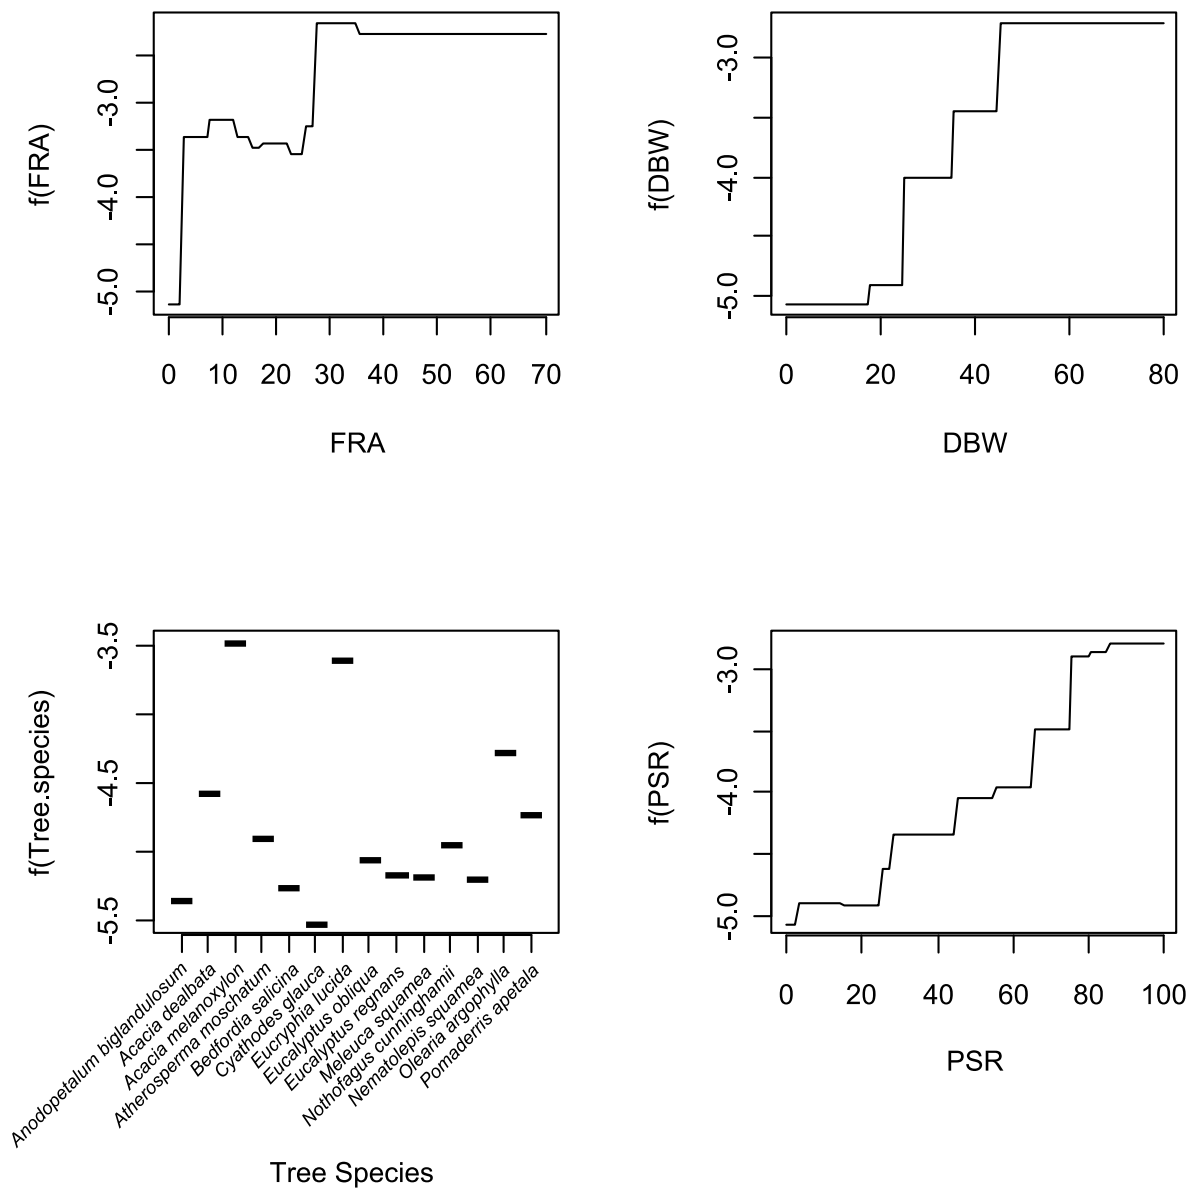 f(FRA)
-3.0
-4.0
-5.0
0 10 20 30 40 50 60 70
FRA
f(DBW)
-3.0
-4.0
-5.0
0 20 40 60 80
DBW
f(Tree.species)
-3.5
-4.5
-5.5
Anodopetalum biglandulosum
Acacia dealbata
Acacia melanoxylon
Atherosperma moschatum
Bedfordia salicina
Cyathodes glauca
Eucryphia lucida
Eucalyptus obliqua
Eucalyptus regnans
Meleuca squamea
Nothofagus cunninghamii
Nematolepis squamea
Olearia argophylla
Pomaderris apetala
Tree Species
f(PSR)
-3.0
-4.0
-5.0
0 20 40 60 80 100
PSR